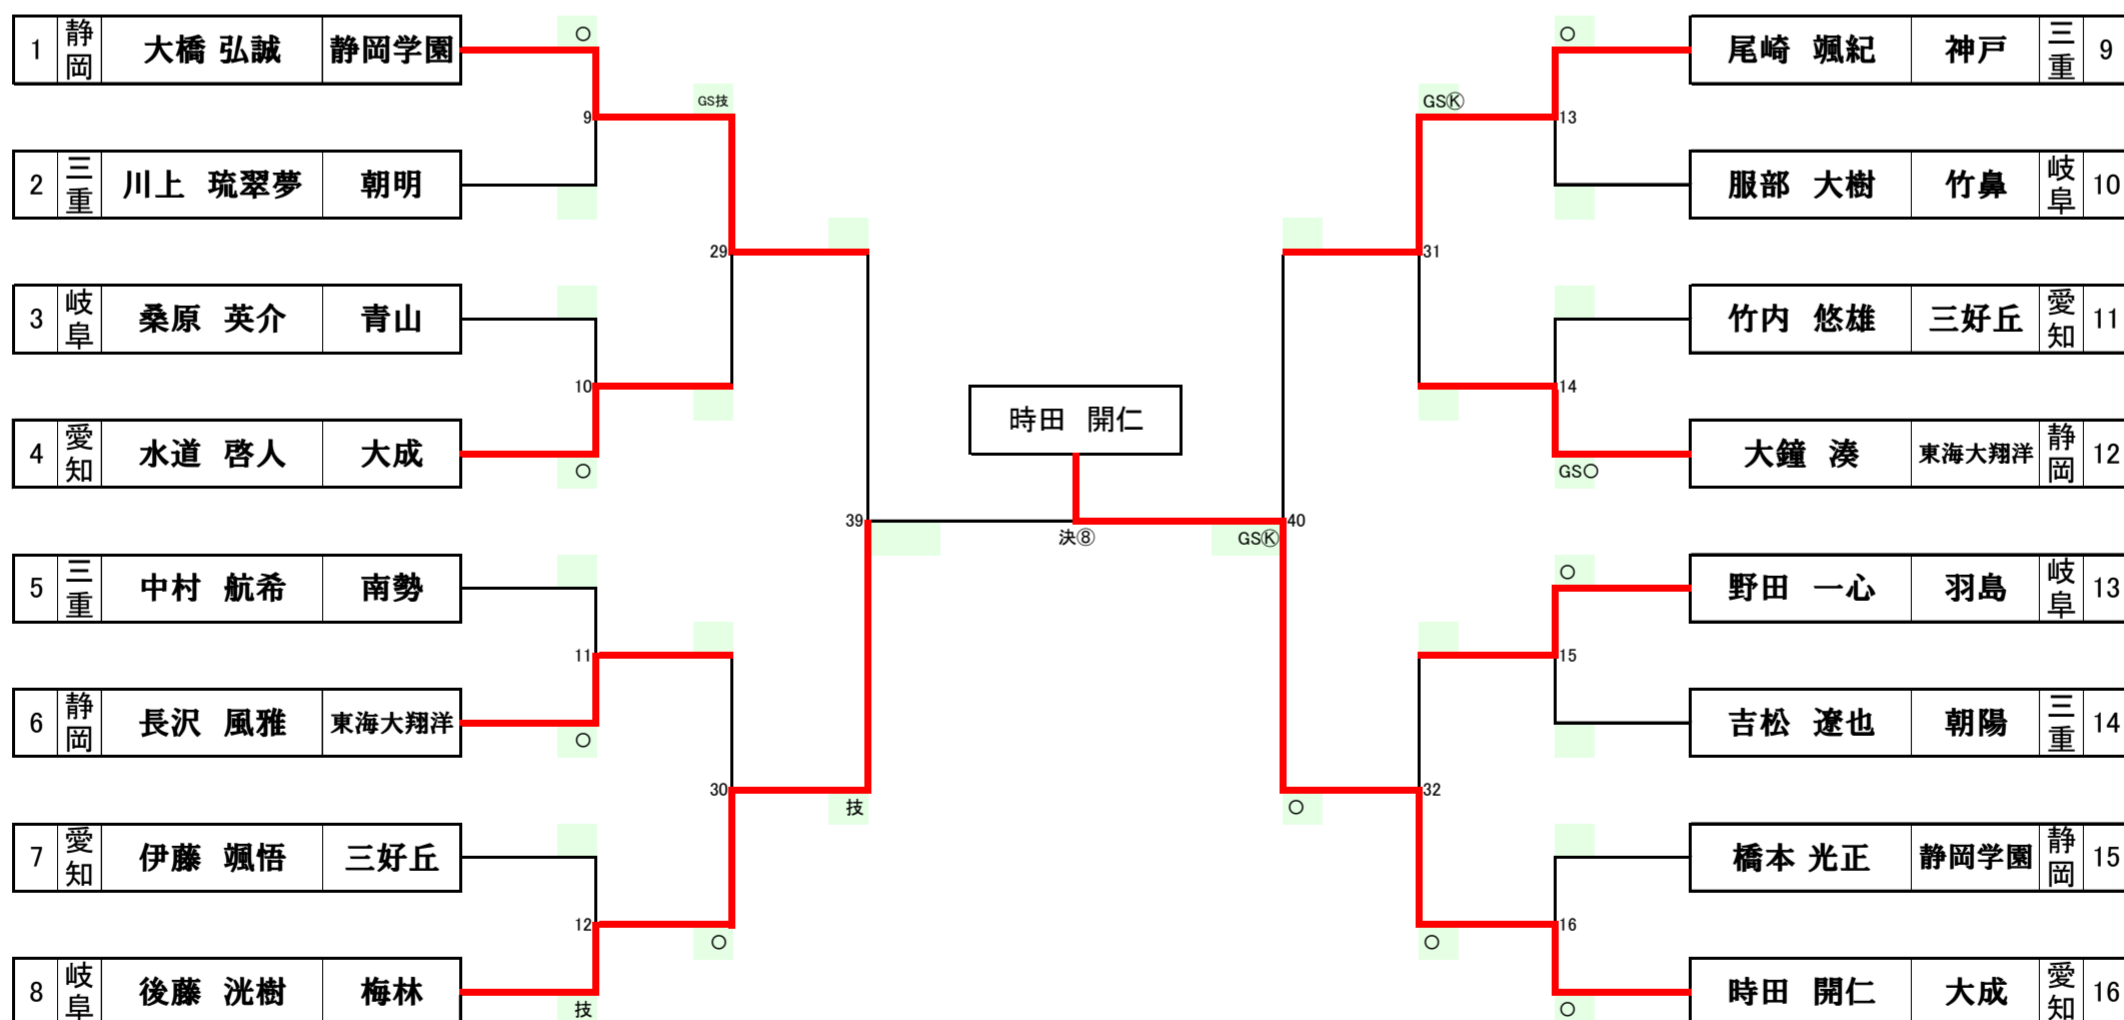 1 静岡 大橋 弘誠 静岡学園
○
9
GS技
2 三重 川上 琉翠夢 朝明
29
3 岐阜 桑原 英介 青山
10
4 愛知 水道 啓人 大成
○
39
5 三重 中村 航希 南勢
11
6 静岡 長沢 風雅 東海大翔洋
○
30
技
7 愛知 伊藤 颯悟 三好丘
12
○
8 岐阜 後藤 洸樹 梅林
技
時田 開仁
決⑧
GSⓀ
40
○
尾崎 颯紀 神戸 三重 9
GSⓀ
13
服部 大樹 竹鼻 岐阜 10
31
竹内 悠雄 三好丘 愛知 11
14
大鐘 湊 東海大翔洋 静岡 12
GS○
○
野田 一心 羽島 岐阜 13
15
吉松 遼也 朝陽 三重 14
32
○
橋本 光正 静岡学園 静岡 15
16
○
時田 開仁 大成 愛知 16
○